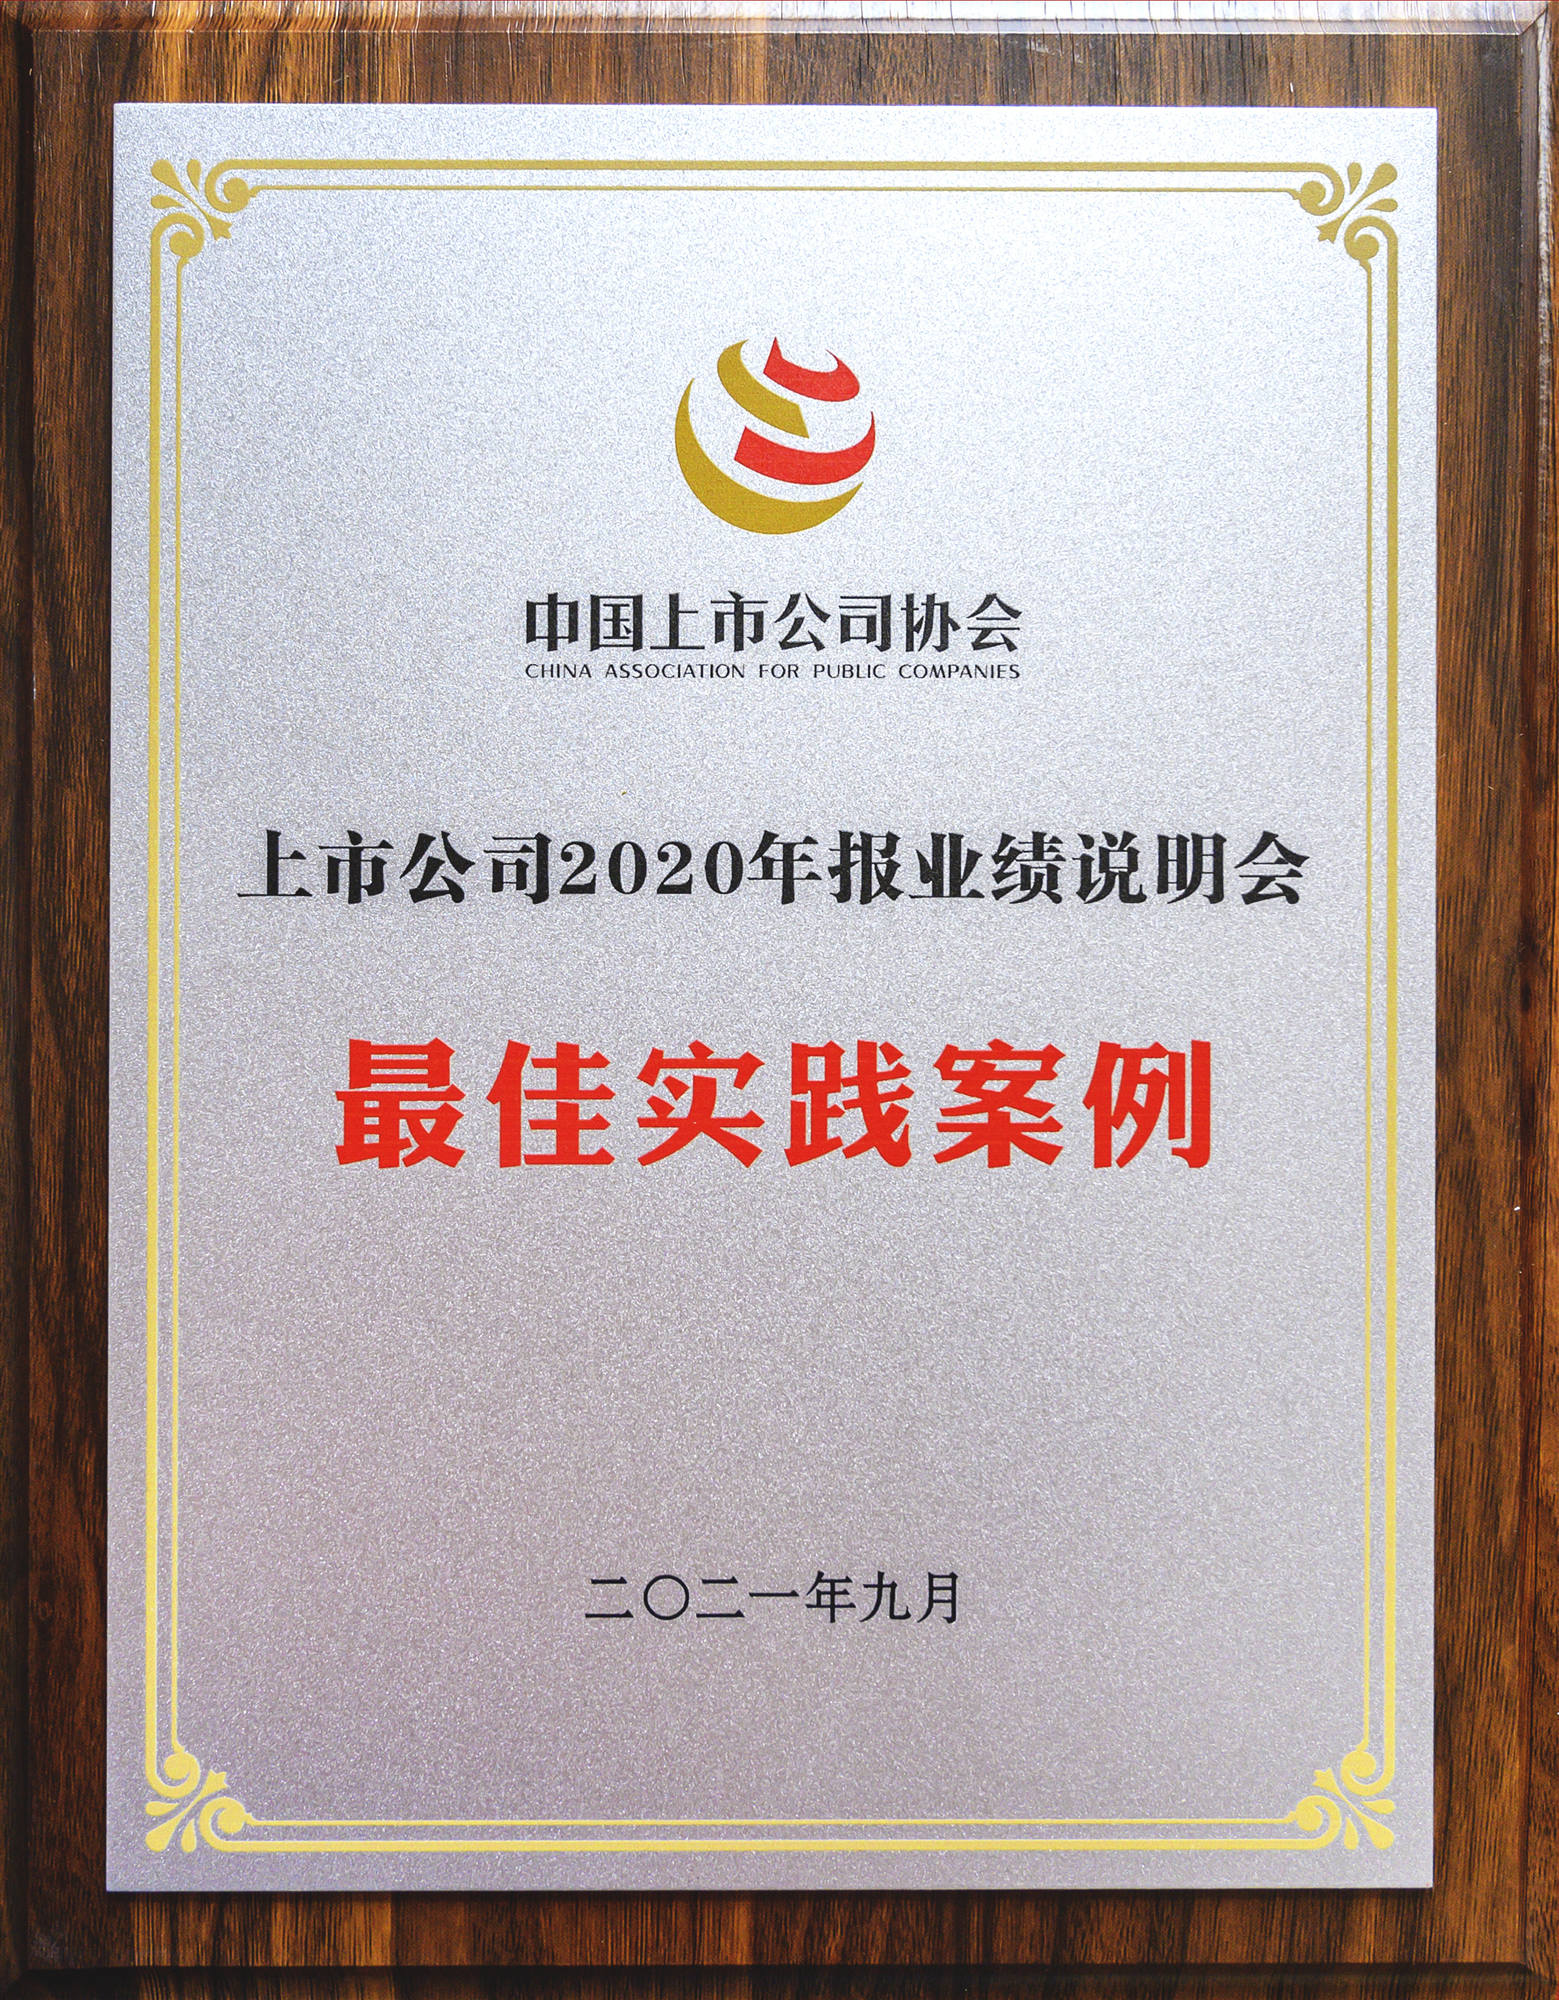 中国上市公司协会
CHINA ASSOCIATION FOR PUBLIC COMPANIES
上市公司2020年报业绩说明会
最佳实践案例
二〇二一年九月